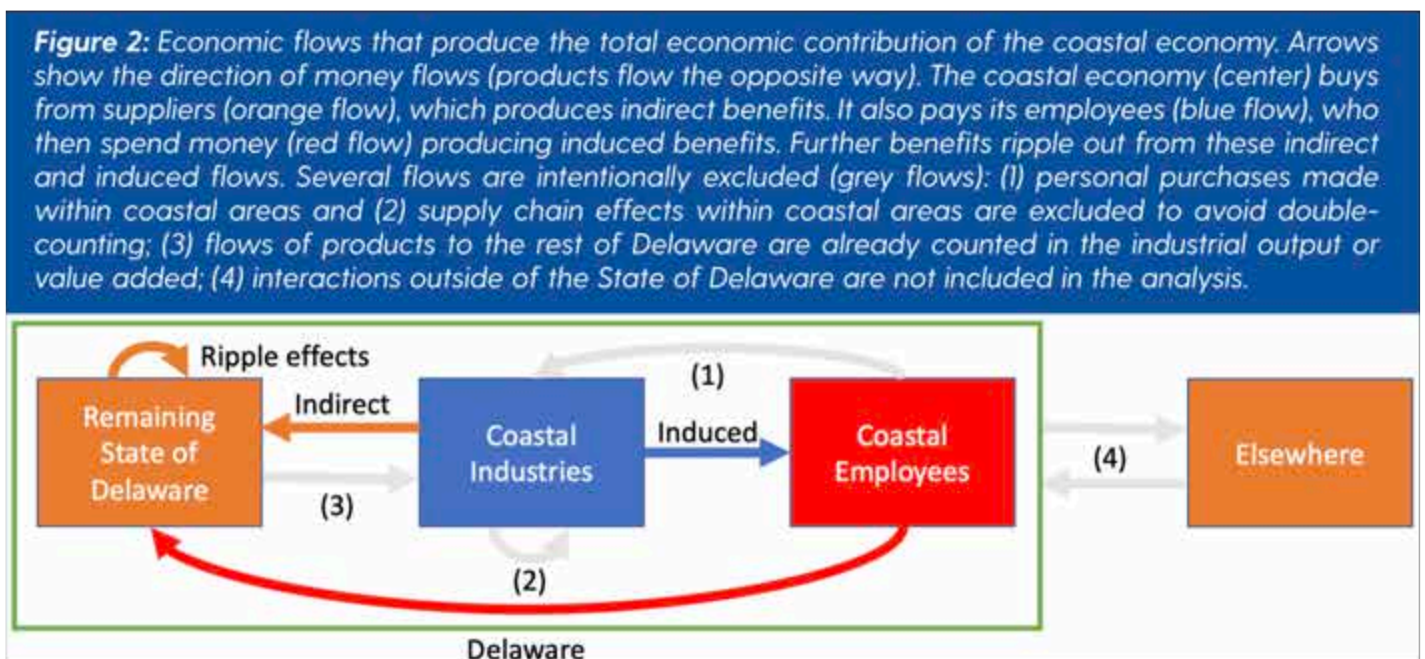 Figure 2: Economic flows that produce the total economic contribution of the coastal economy. Arrows
show the direction of money flows (products flow the opposite way). The coastal economy (center) buys
from suppliers (orange flow), which produces indirect benefits. It also pays its employees (blue flow), who
then spend money (red flow) producing induced benefits. Further benefits ripple out from these indirect
and induced flows. Several flows are intentionally excluded (grey flows): (1) personal purchases made
within coastal areas and (2) supply chain effects within coastal areas are excluded to avoid double-
counting; (3) flows of products to the rest of Delaware are already counted in the industrial output or
value added; (4) interactions outside of the State of Delaware are not included in the analysis.
Ripple effects
(1)
Remaining
State of
Delaware
Indirect
(3)
Coastal
Industries
Induced
Coastal
Employees
(4)
Elsewhere
(2)
Delaware